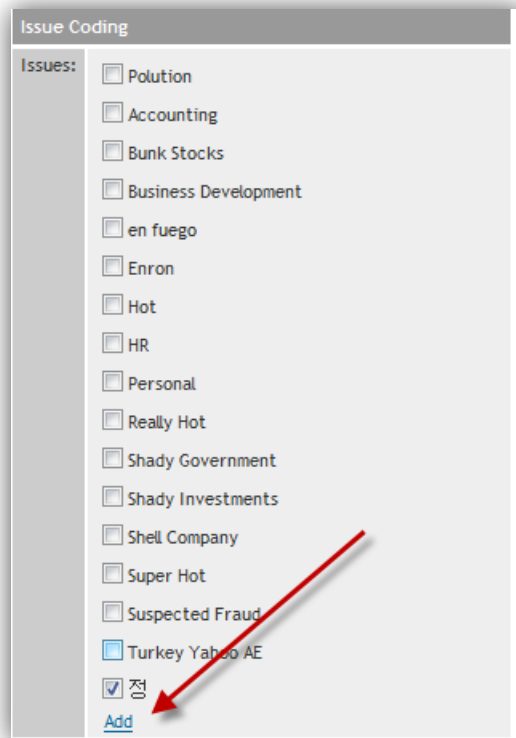 Issue Coding
Issues:
Polution
Accounting
Bunk Stocks
Business Development
en fuego
Enron
Hot
HR
Personal
Really Hot
Shady Government
Shady Investments
Shell Company
Super Hot
Suspected Fraud
Turkey Yahoo AE
정
Add